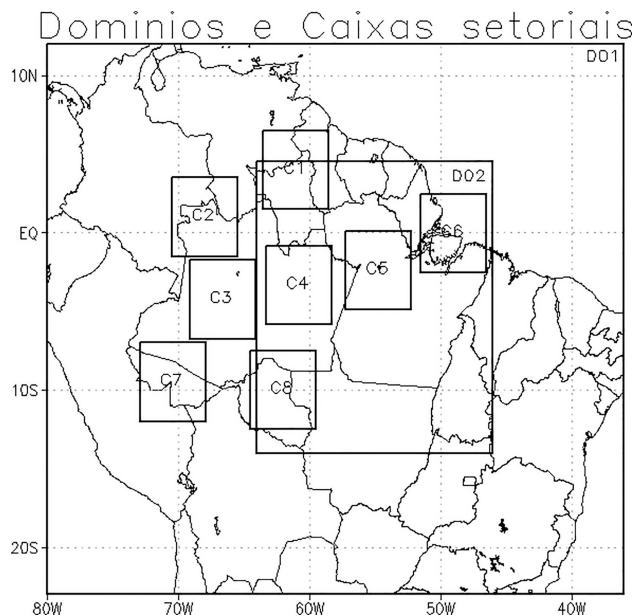 Dominios e Caixas setoriais
D01
10N
C1
D02
C2
EQ
C6
C3
C4
C5
C7
C8
10S
20S
80W 70W 60W 50W 40W